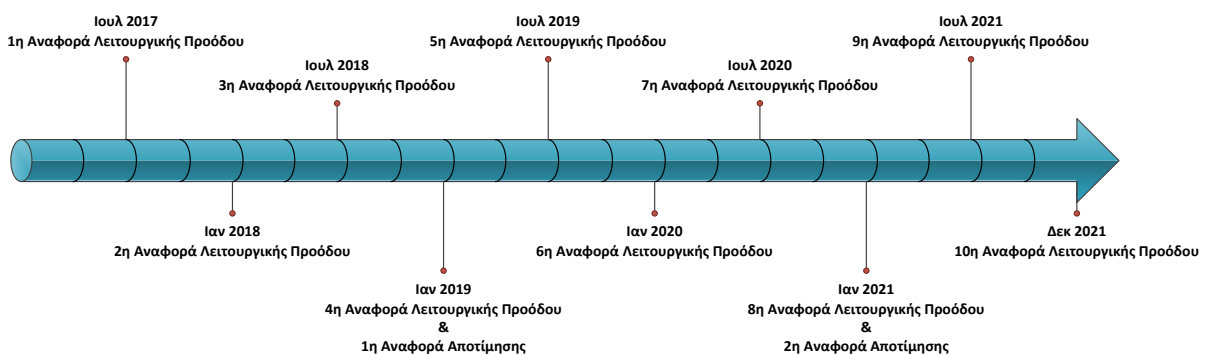 Ιουλ 2017
1η Αναφορά Λειτουργικής Προόδου
Ιουλ 2019
5η Αναφορά Λειτουργικής Προόδου
Ιουλ 2021
9η Αναφορά Λειτουργικής Προόδου
Ιουλ 2018
3η Αναφορά Λειτουργικής Προόδου
Ιουλ 2020
7η Αναφορά Λειτουργικής Προόδου
Ιαν 2018
2η Αναφορά Λειτουργικής Προόδου
Ιαν 2020
6η Αναφορά Λειτουργικής Προόδου
Δεκ 2021
10η Αναφορά Λειτουργικής Προόδου
Ιαν 2019
4η Αναφορά Λειτουργικής Προόδου
&
1η Αναφορά Αποτίμησης
Ιαν 2021
8η Αναφορά Λειτουργικής Προόδου
&
2η Αναφορά Αποτίμησης